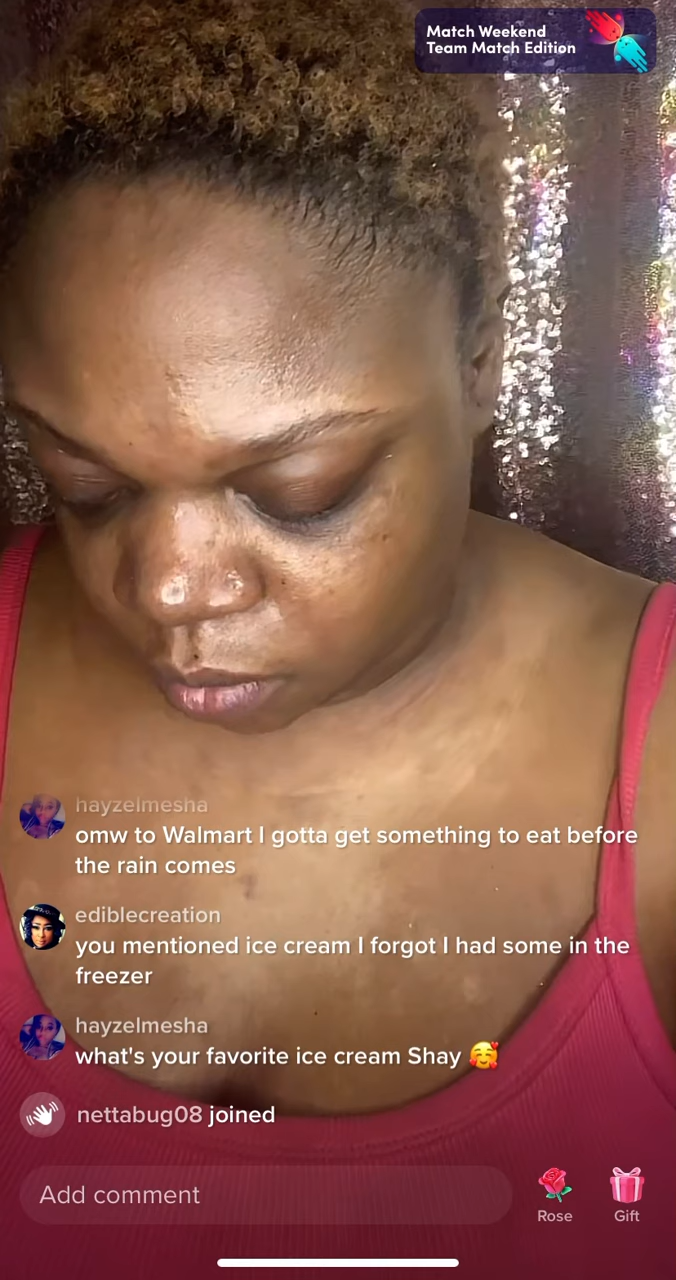 Match Weekend
Team Match Edition
hayzelmesha
omw to Walmart I gotta get something to eat before
the rain comes
ediblecreation
you mentioned ice cream I forgot I had some in the
freezer
hayzelmesha
what's your favorite ice cream Shay 🥰
nettabug08 joined
Add comment
Rose
Gift